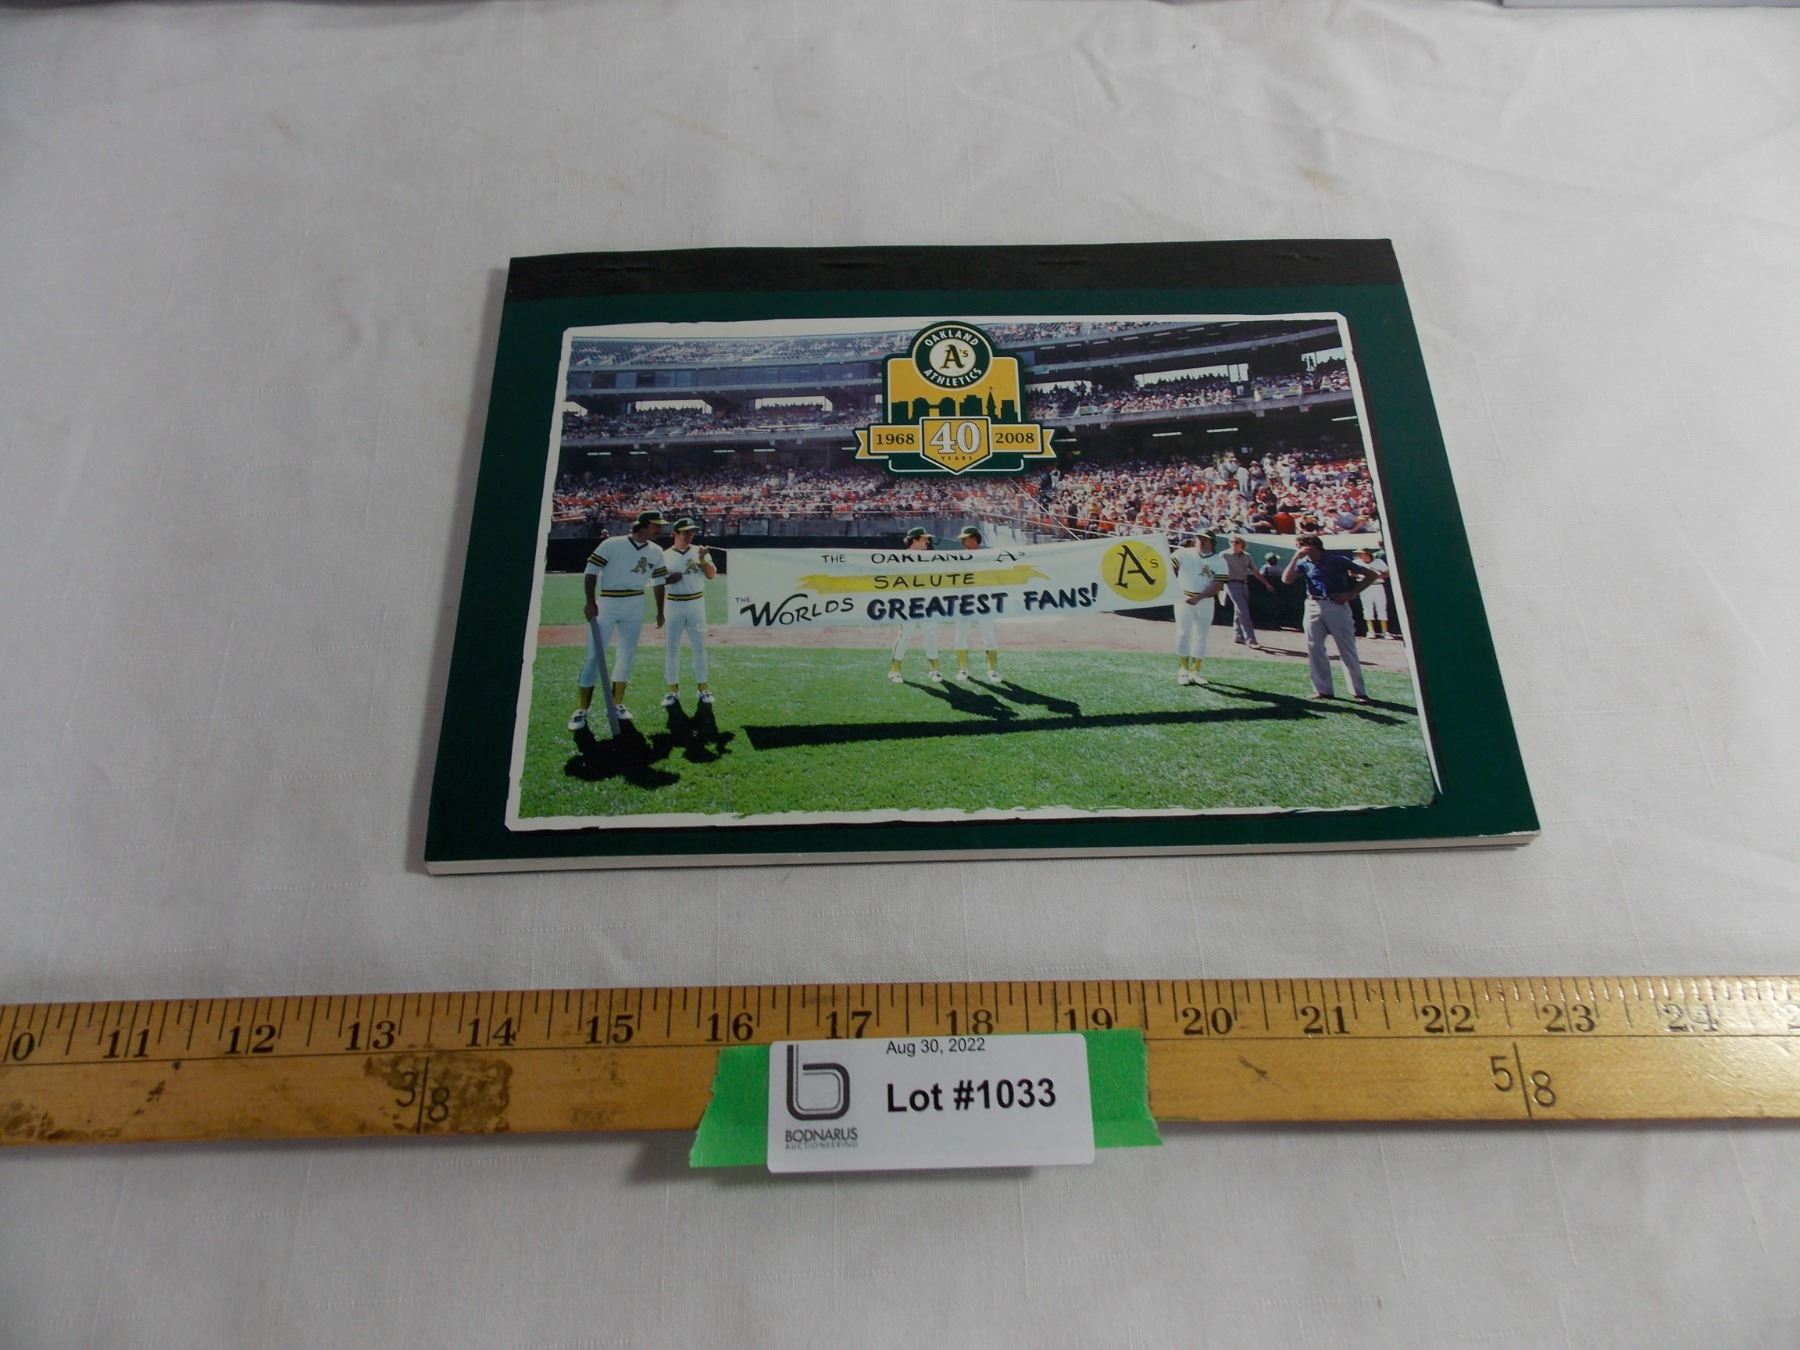 OAKLAND
A's
ATHLETICS
1968 40 2008
YEARS
THE OAKLAND A's
SALUTE
THE WORLDS GREATEST FANS!
A's
0 11 12 13 14 15 16 17 18 19 20 21 22 23 24
3/8
5/8
Aug 30, 2022
Lot #1033
b
BODNARUS
AUCTIONEERING